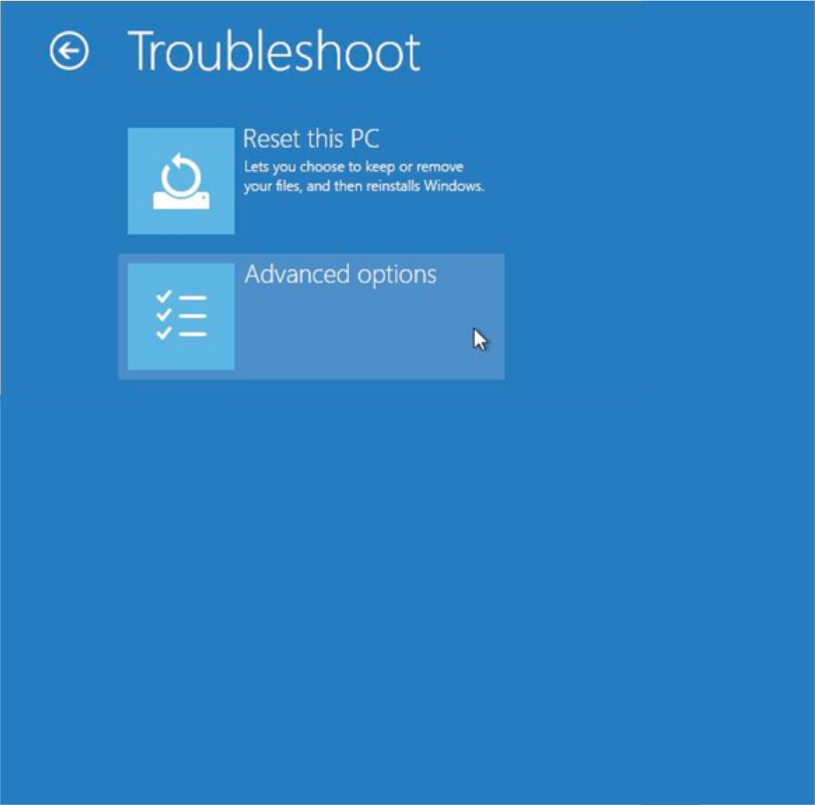 Troubleshoot
Reset this PC
Lets you choose to keep or remove
your files, and then reinstalls Windows.
Advanced options